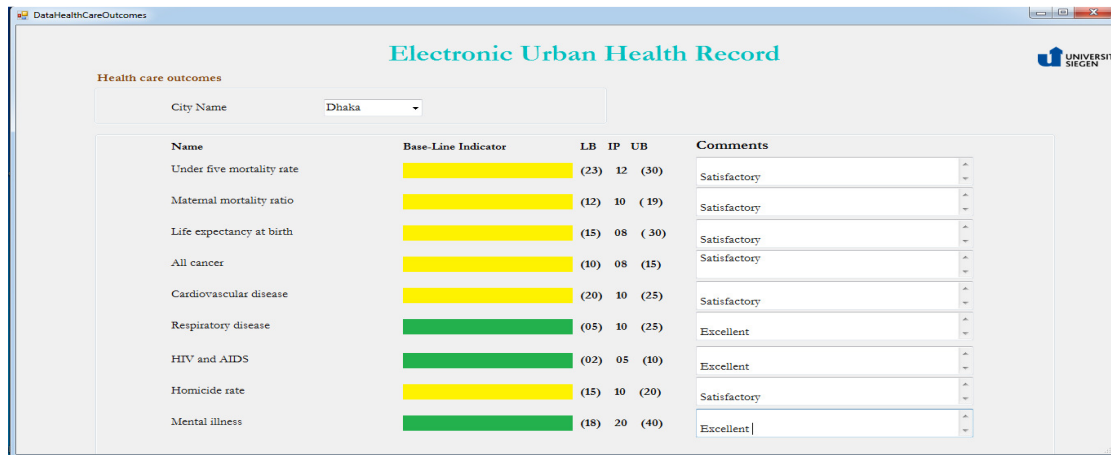 DataHealthCareOutcomes
Electronic Urban Health Record
UNIVERSIT
SIEGEN
Health care outcomes
City Name Dhaka
Name Base-Line Indicator LB IP UB Comments
Under five mortality rate (23) 12 (30) Satisfactory
Maternal mortality ratio (12) 10 ( 19) Satisfactory
Life expectancy at birth (15) 08 ( 30) Satisfactory
All cancer (10) 08 (15) Satisfactory
Cardiovascular disease (20) 10 (25) Satisfactory
Respiratory disease (05) 10 (25) Excellent
HIV and AIDS (02) 05 (10) Excellent
Homicide rate (15) 10 (20) Satisfactory
Mental illness (18) 20 (40) Excellent